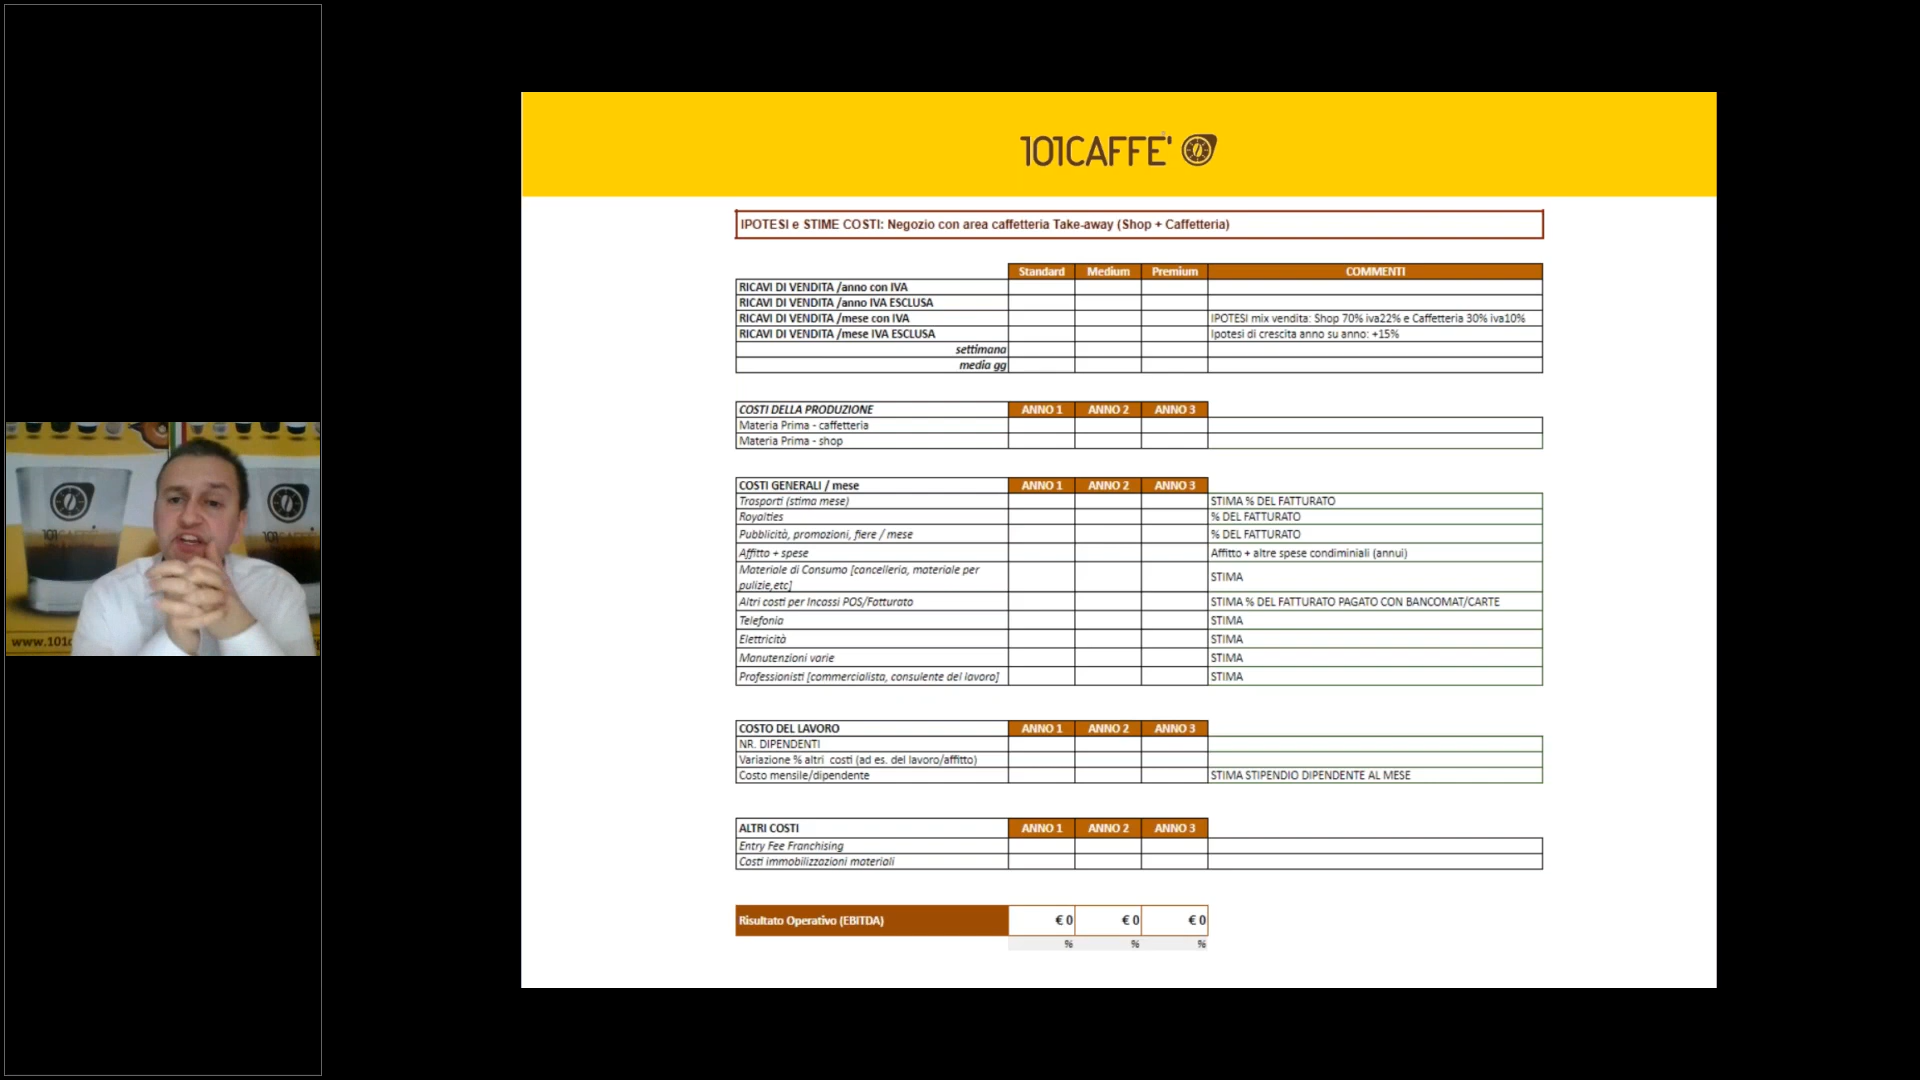 101CAFFE'
IPOTESI e STIME COSTI: Negozio con area caffetteria Take-away (Shop + Caffetteria)
Standard Medium Premium COMMENTI
RICAVI DI VENDITA /anno con IVA
RICAVI DI VENDITA /anno IVA ESCLUSA
RICAVI DI VENDITA /mese con IVA IPOTESI mix vendita: Shop 70% iva22% e Caffetteria 30% iva10%
RICAVI DI VENDITA /mese IVA ESCLUSA Ipotesi di crescita anno su anno: +15%
settimana
media gg
COSTI DELLA PRODUZIONE ANNO 1 ANNO 2 ANNO 3
Materia Prima - caffetteria
Materia Prima - shop
COSTI GENERALI / mese ANNO 1 ANNO 2 ANNO 3
Trasporti (stima mese) STIMA % DEL FATTURATO
Royalties % DEL FATTURATO
Pubblicità, promozioni, fiere / mese % DEL FATTURATO
Affitto + spese Affitto + altre spese condiminiali (annui)
Materiale di Consumo [cancelleria, materiale per
pulizie,etc] STIMA
Altri costi per Incassi POS/Fatturato STIMA % DEL FATTURATO PAGATO CON BANCOMAT/CARTE
Telefonia STIMA
Elettricità STIMA
Manutenzioni varie STIMA
Professionisti [commercialista, consulente del lavoro] STIMA
COSTO DEL LAVORO ANNO 1 ANNO 2 ANNO 3
NR. DIPENDENTI
Variazione % altri costi (ad es. del lavoro/affitto)
Costo mensile/dipendente STIMA STIPENDIO DIPENDENTE AL MESE
ALTRI COSTI ANNO 1 ANNO 2 ANNO 3
Entry Fee Franchising
Costi immobilizzazioni materiali
Risultato Operativo (EBITDA) € 0 € 0 € 0
% % %
www.101c